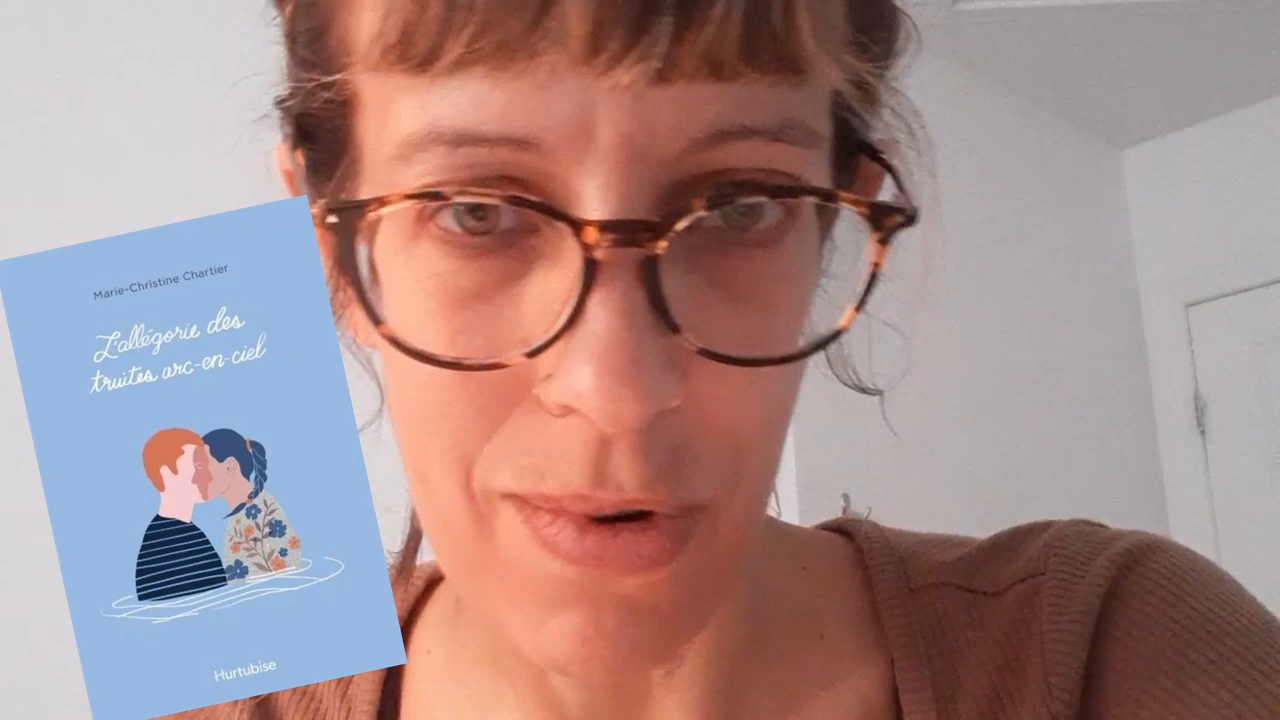 Marie-Christine Chartier
L'allégorie des
truites arc-en-ciel
Hurtubise